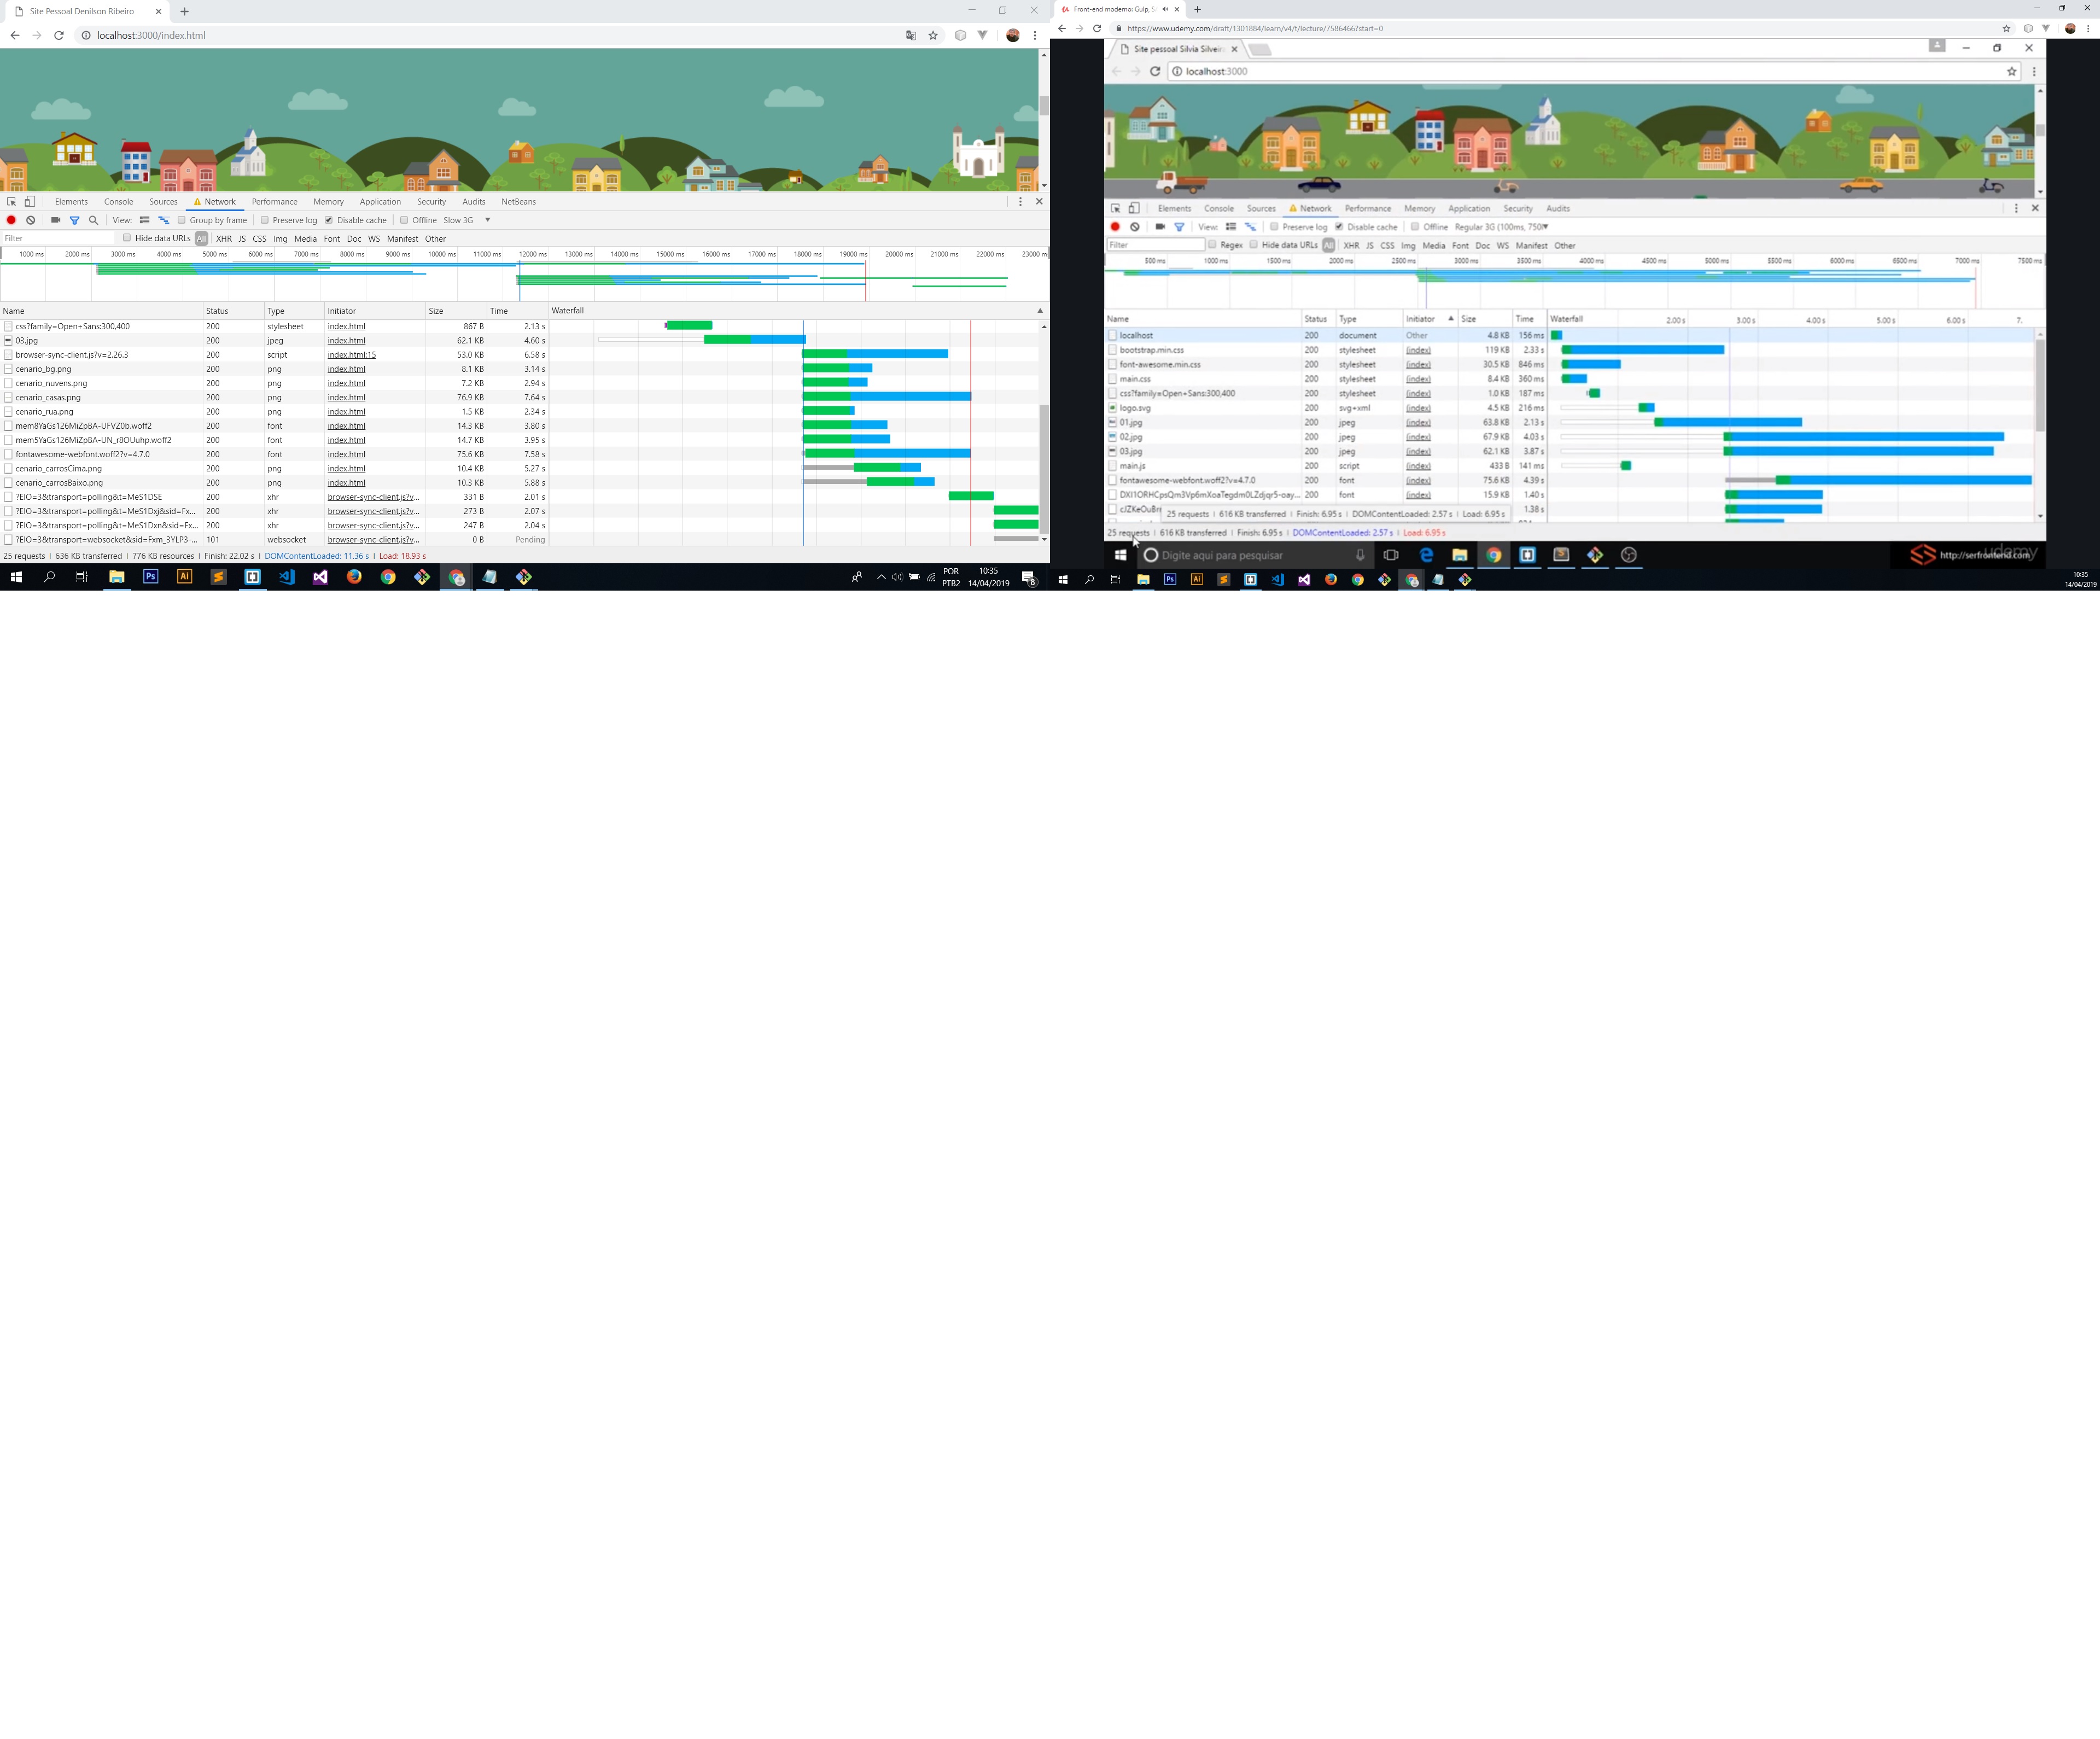 Site Pessoal Denilson Ribeiro
localhost:3000/index.html
Elements Console Sources Network Performance Memory Application Security Audits NetBeans
View: Group by frame Preserve log Disable cache Offline Slow 3G
Filter Hide data URLs All XHR JS CSS Img Media Font Doc WS Manifest Other
1000 ms 2000 ms 3000 ms 4000 ms 5000 ms 6000 ms 7000 ms 8000 ms 9000 ms 10000 ms 11000 ms 12000 ms 13000 ms 14000 ms 15000 ms 16000 ms 17000 ms 18000 ms 19000 ms 20000 ms 21000 ms 22000 ms 23000 m
Name Status Type Initiator Size Time Waterfall
css?family=Open+Sans:300,400 200 stylesheet index.html 867 B 2.13 s
03.jpg 200 jpeg index.html 62.1 KB 4.60 s
browser-sync-client.js?v=2.26.3 200 script index.html:15 53.0 KB 6.58 s
cenario_bg.png 200 png index.html 8.1 KB 3.14 s
cenario_nuvens.png 200 png index.html 7.2 KB 2.94 s
cenario_casas.png 200 png index.html 76.9 KB 7.64 s
cenario_rua.png 200 png index.html 1.5 KB 2.34 s
mem8YaGs126MiZpBA-UFVZ0b.woff2 200 font index.html 14.3 KB 3.80 s
mem5YaGs126MiZpBA-UN_r8OUuhp.woff2 200 font index.html 14.7 KB 3.95 s
fontawesome-webfont.woff2?v=4.7.0 200 font index.html 75.6 KB 7.58 s
cenario_carrosCima.png 200 png index.html 10.4 KB 5.27 s
cenario_carrosBaixo.png 200 png index.html 10.3 KB 5.88 s
?EIO=3&transport=polling&t=MeS1DSE 200 xhr browser-sync-client.js?v... 331 B 2.01 s
?EIO=3&transport=polling&t=MeS1Dxj&sid=Fx... 200 xhr browser-sync-client.js?v... 273 B 2.07 s
?EIO=3&transport=polling&t=MeS1Dxn&sid=Fx... 200 xhr browser-sync-client.js?v... 247 B 2.04 s
?EIO=3&transport=websocket&sid=Fxm_3YLP3-... 101 websocket browser-sync-client.js?v... 0 B Pending
25 requests | 636 KB transferred | 776 KB resources | Finish: 22.02 s | DOMContentLoaded: 11.36 s | Load: 18.93 s
Ps Ai
POR
PTB2
10:35
14/04/2019
8
Front-end moderno: Gulp, S
https://www.udemy.com/draft/1301884/learn/v4/t/lecture/7586466?start=0
Site pessoal Silvia Silveir
localhost:3000
Elements Console Sources Network Performance Memory Application Security Audits
View: Preserve log Disable cache Offline Regular 3G (100ms, 750
Filter Regex Hide data URLs All XHR JS CSS Img Media Font Doc WS Manifest Other
500 ms 1000 ms 1500 ms 2000 ms 2500 ms 3000 ms 3500 ms 4000 ms 4500 ms 5000 ms 5500 ms 6000 ms 6500 ms 7000 ms 7500 ms
Name Status Type Initiator Size Time Waterfall 2.00 s 3.00 s 4.00 s 5.00 s 6.00 s 7.
localhost 200 document Other 4.8 KB 156 ms
bootstrap.min.css 200 stylesheet (index) 119 KB 2.33 s
font-awesome.min.css 200 stylesheet (index) 30.5 KB 846 ms
main.css 200 stylesheet (index) 8.4 KB 360 ms
css?family=Open+Sans:300,400 200 stylesheet (index) 1.0 KB 187 ms
logo.svg 200 svg+xml (index) 4.5 KB 216 ms
01.jpg 200 jpeg (index) 63.8 KB 2.13 s
02.jpg 200 jpeg (index) 67.9 KB 4.03 s
03.jpg 200 jpeg (index) 62.1 KB 3.87 s
main.js 200 script (index) 433 B 141 ms
fontawesome-webfont.woff2?v=4.7.0 200 font (index) 75.6 KB 4.39 s
200 font (index) 15.9 KB 1.40 s
1.38 s
25 requests | 616 KB transferred | Finish: 6.95 s | DOMContentLoaded: 2.57 s | Load: 6.95 s
25 requests | 616 KB transferred | Finish: 6.95 s | DOMContentLoaded: 2.57 s | Load: 6.95 s
Digite aqui para pesquisar
http://serfrontend.com
udemy
Ps Ai
10:35
14/04/2019